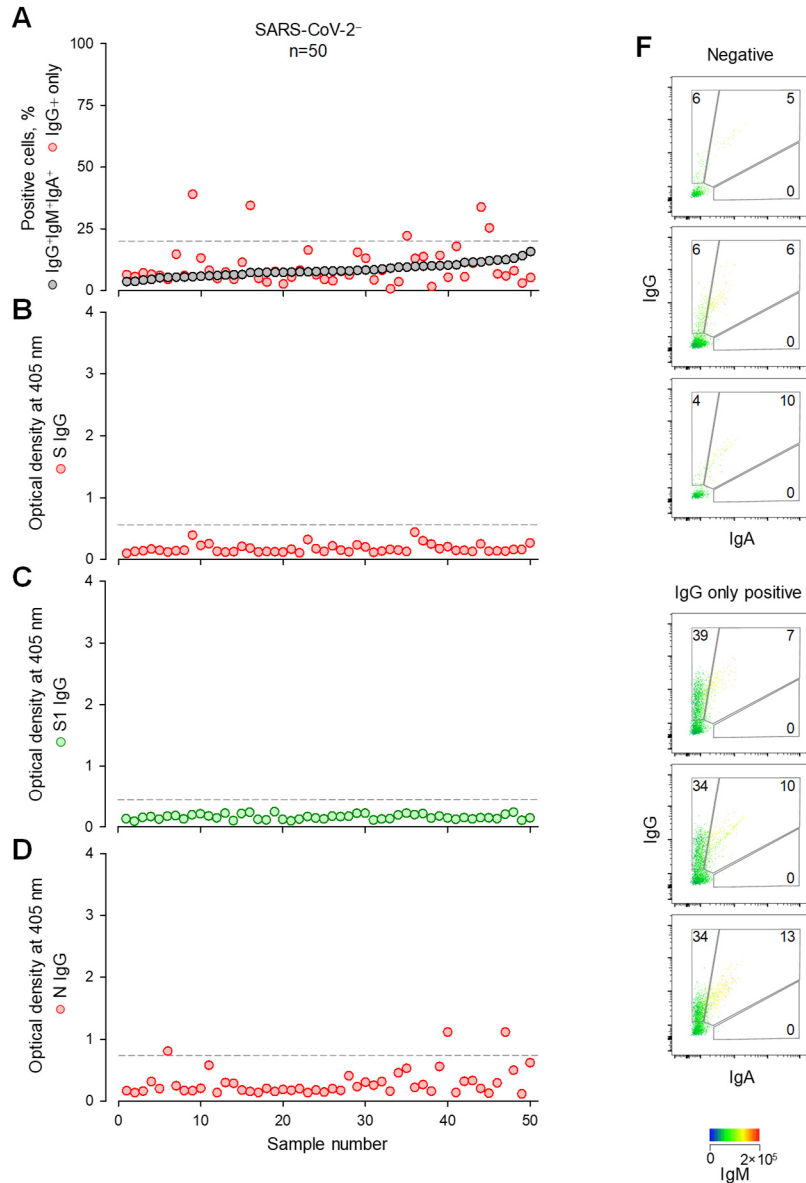 A
SARS-CoV-2⁻
n=50
Positive cells, %
IgG⁺IgM⁺IgA⁺
IgG+ only
100
75
50
25
0
B
Optical density at 405 nm
S IgG
4
3
2
1
0
C
Optical density at 405 nm
S1 IgG
4
3
2
1
0
D
Optical density at 405 nm
N IgG
4
3
2
1
0
0 10 20 30 40 50
Sample number
F
Negative
6 5
0
6 6
0
4 10
0
IgG
IgA
IgG only positive
39 7
0
34 10
0
34 13
0
IgG
IgA
0 2×10⁵
IgM